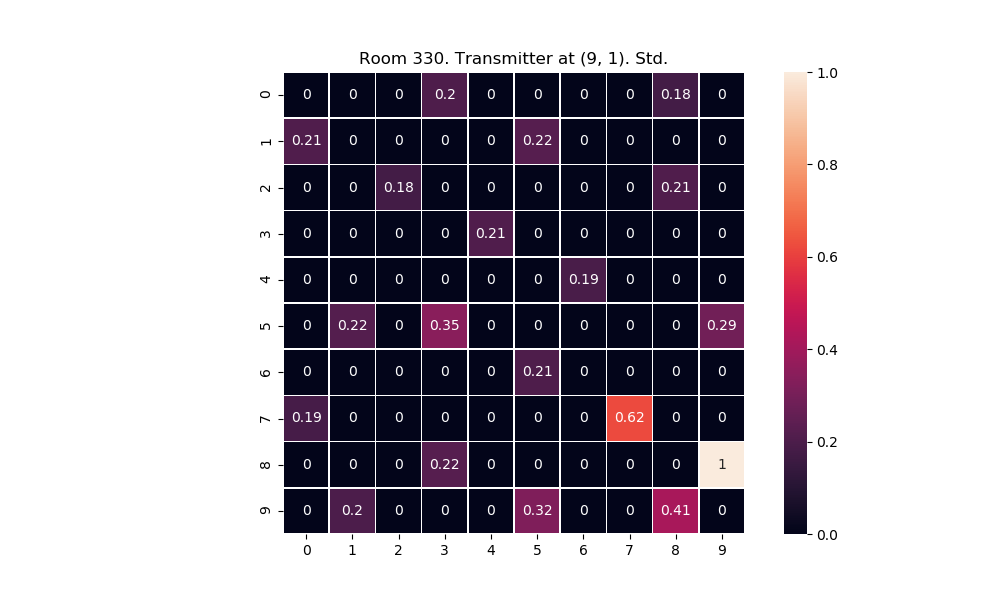 Room 330. Transmitter at (9, 1). Std.
0 0 0 0 0.2 0 0 0 0 0.18 0
1 0.21 0 0 0 0 0.22 0 0 0 0
2 0 0 0.18 0 0 0 0 0 0.21 0
3 0 0 0 0 0.21 0 0 0 0 0
4 0 0 0 0 0 0 0.19 0 0 0
5 0 0.22 0 0.35 0 0 0 0 0 0.29
6 0 0 0 0 0 0.21 0 0 0 0
7 0.19 0 0 0 0 0 0 0.62 0 0
8 0 0 0 0.22 0 0 0 0 0 1
9 0 0.2 0 0 0 0.32 0 0 0.41 0
0 1 2 3 4 5 6 7 8 9
1.0
0.8
0.6
0.4
0.2
0.0